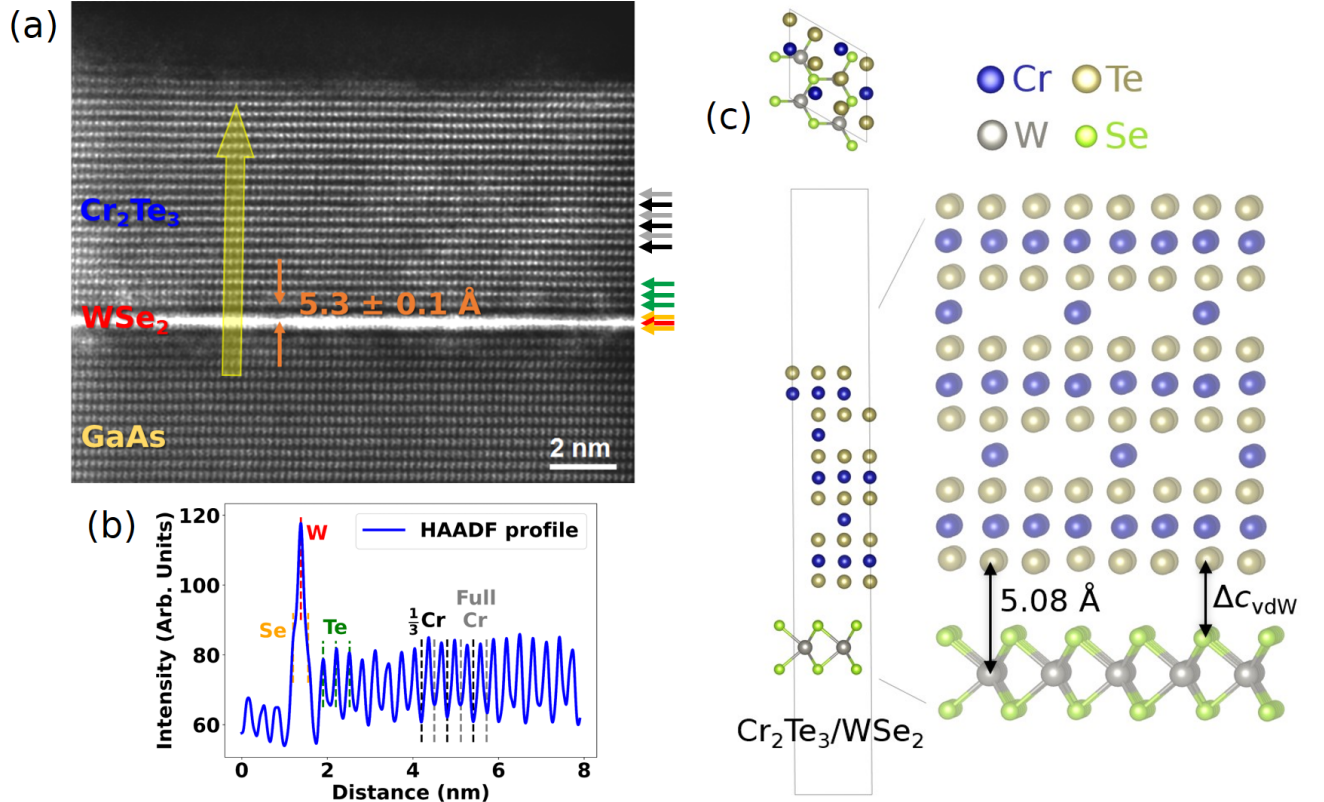 (a)
Cr₂Te₃
5.3 ± 0.1 Å
WSe₂
GaAs
2 nm
(b)
HAADF profile
W
Se
Te
⅓Cr
Full
Cr
Intensity (Arb. Units)
120
100
80
60
0 2 4 6 8
Distance (nm)
(c)
Cr Te
W Se
5.08 Å
Δc_vdW
Cr₂Te₃/WSe₂